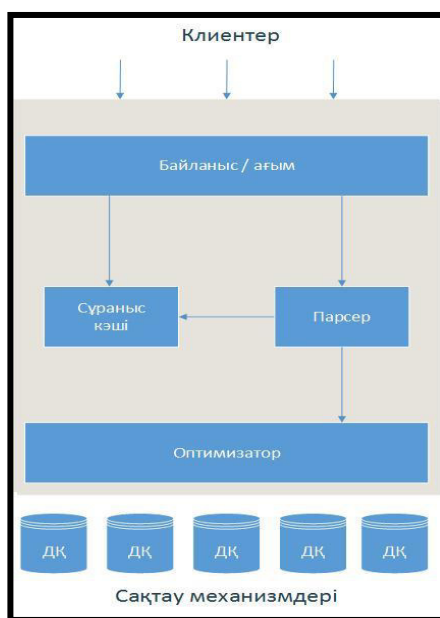 Клиентер
Байланыс / ағым
Сұраныс
кэші
Парсер
Оптимизатор
ДҚ ДҚ ДҚ ДҚ ДҚ
Сақтау механизмдері